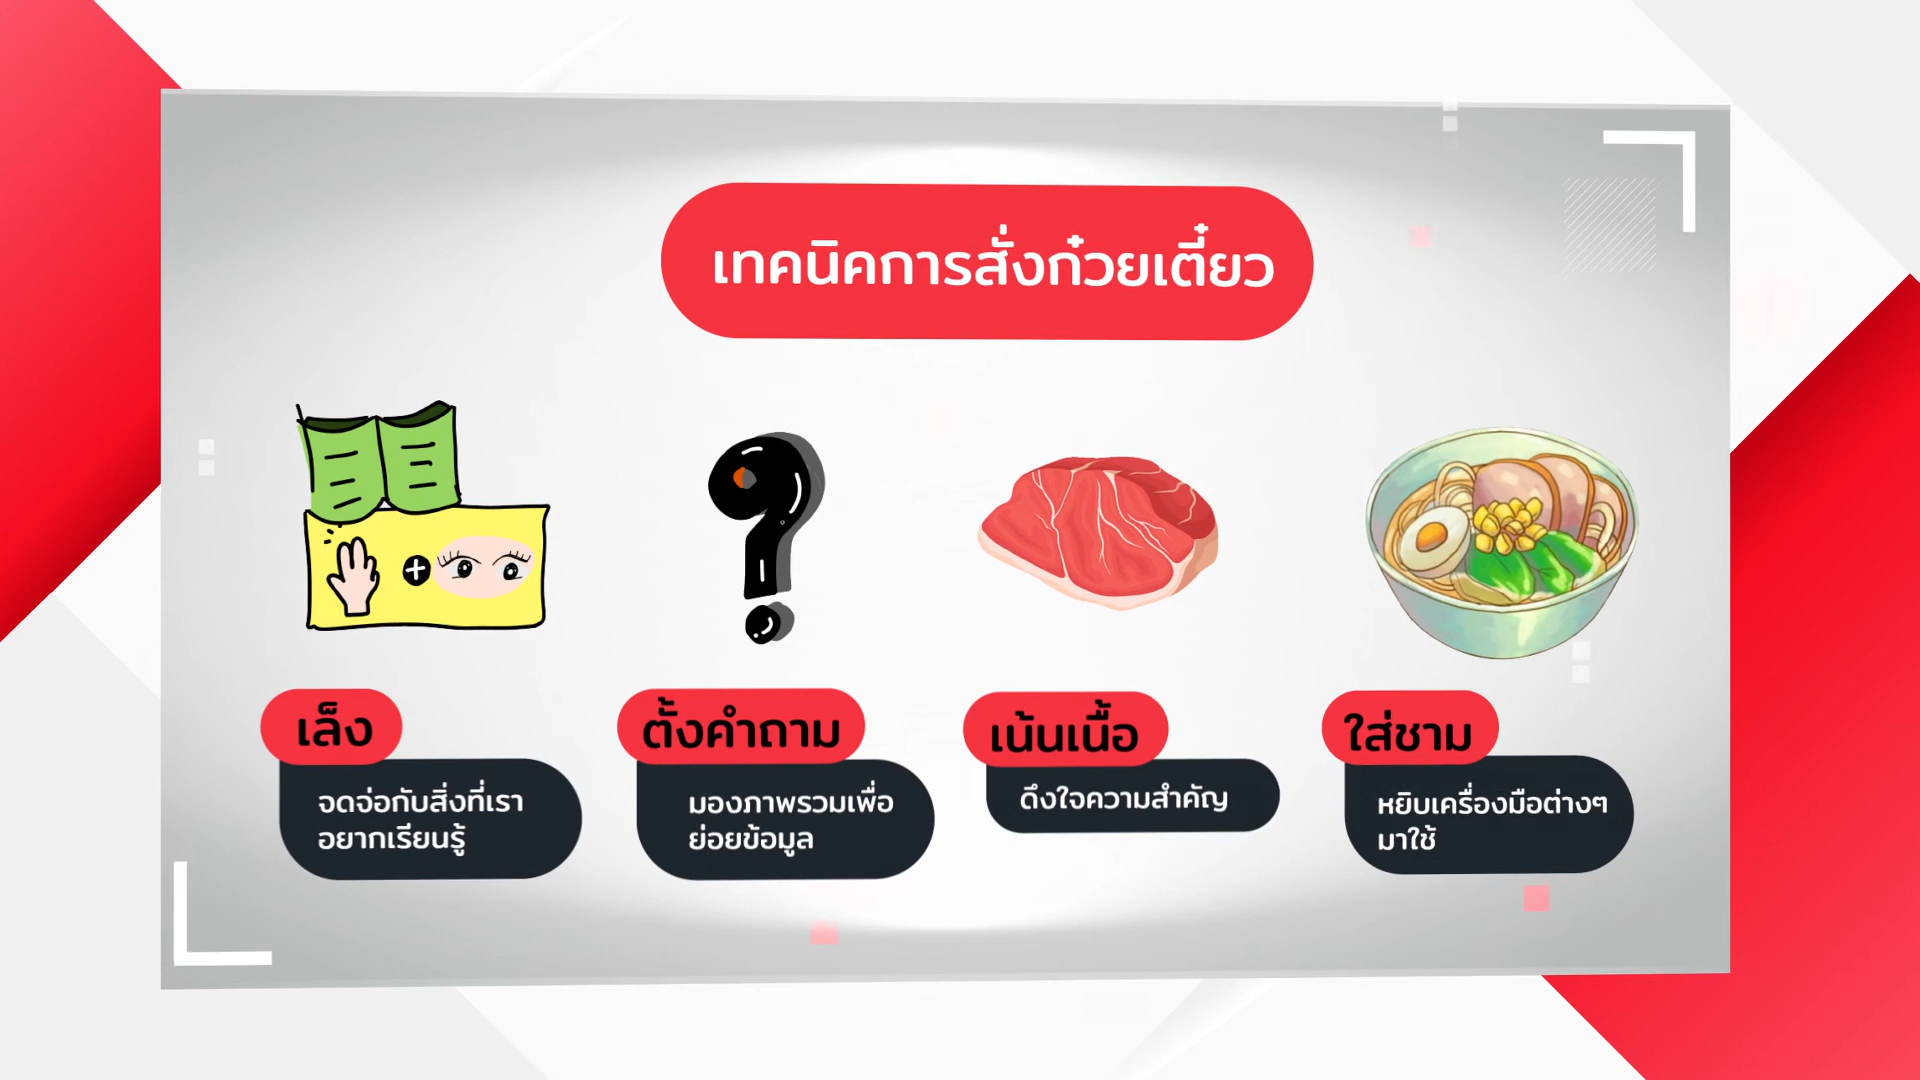 เทคนิคการสั่งก๋วยเตี๋ยว
เล็ง
จดจ่อกับสิ่งที่เรา
อยากเรียนรู้
ตั้งคำถาม
มองภาพรวมเพื่อ
ย่อยข้อมูล
เน้นเนื้อ
ดึงใจความสำคัญ
ใส่ชาม
หยิบเครื่องมือต่างๆ
มาใช้